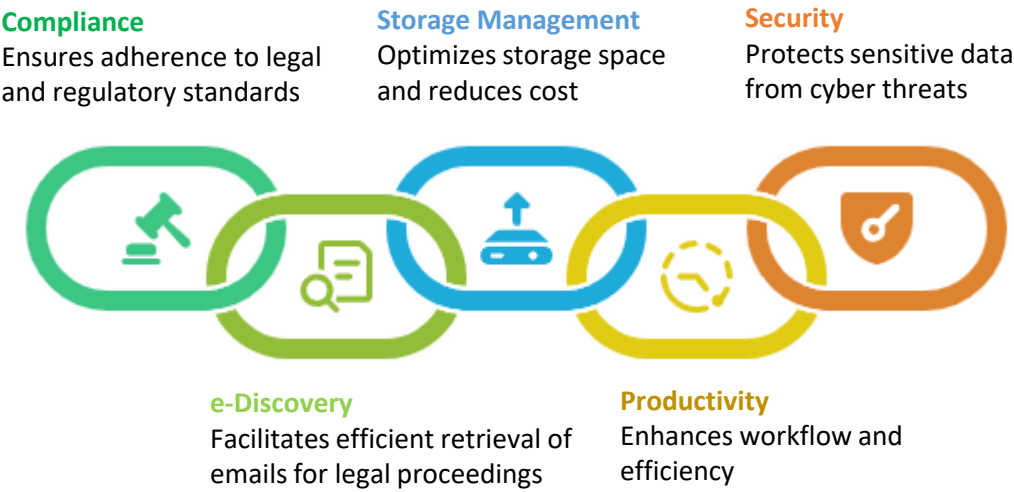 Compliance
Ensures adherence to legal
and regulatory standards
Storage Management
Optimizes storage space
and reduces cost
Security
Protects sensitive data
from cyber threats
e-Discovery
Facilitates efficient retrieval of
emails for legal proceedings
Productivity
Enhances workflow and
efficiency